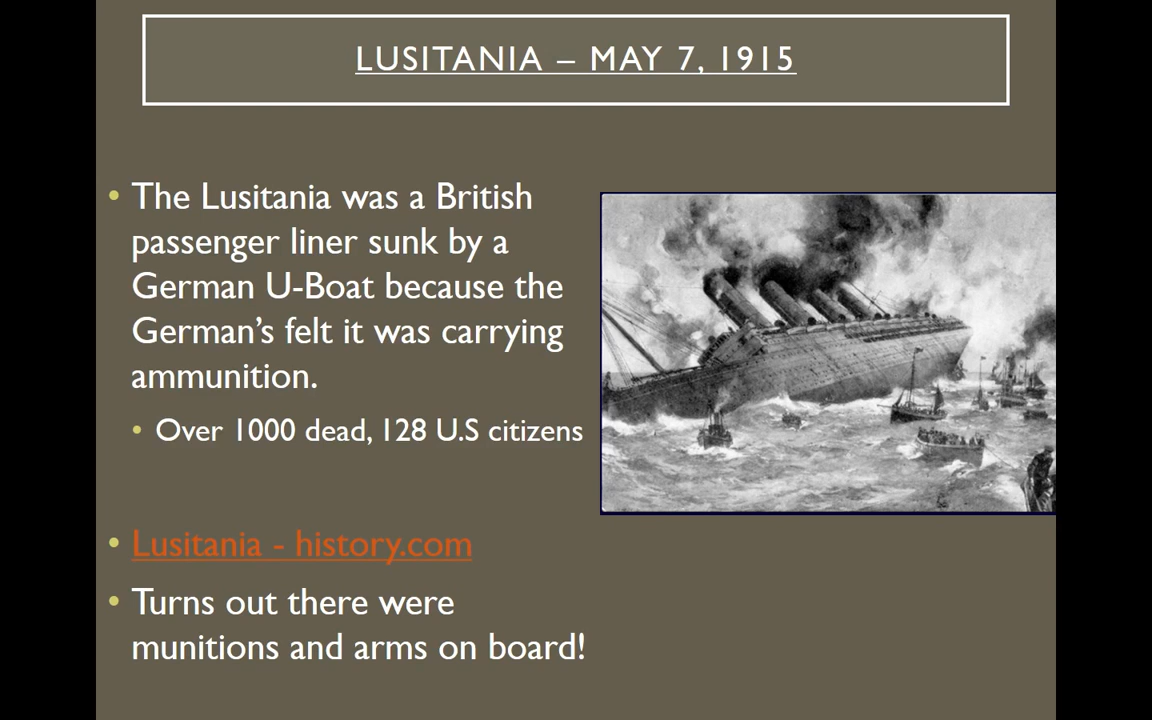 LUSITANIA – MAY 7, 1915
The Lusitania was a British
passenger liner sunk by a
German U-Boat because the
German’s felt it was carrying
ammunition.
Over 1000 dead, 128 U.S citizens
Lusitania - history.com
Turns out there were
munitions and arms on board!